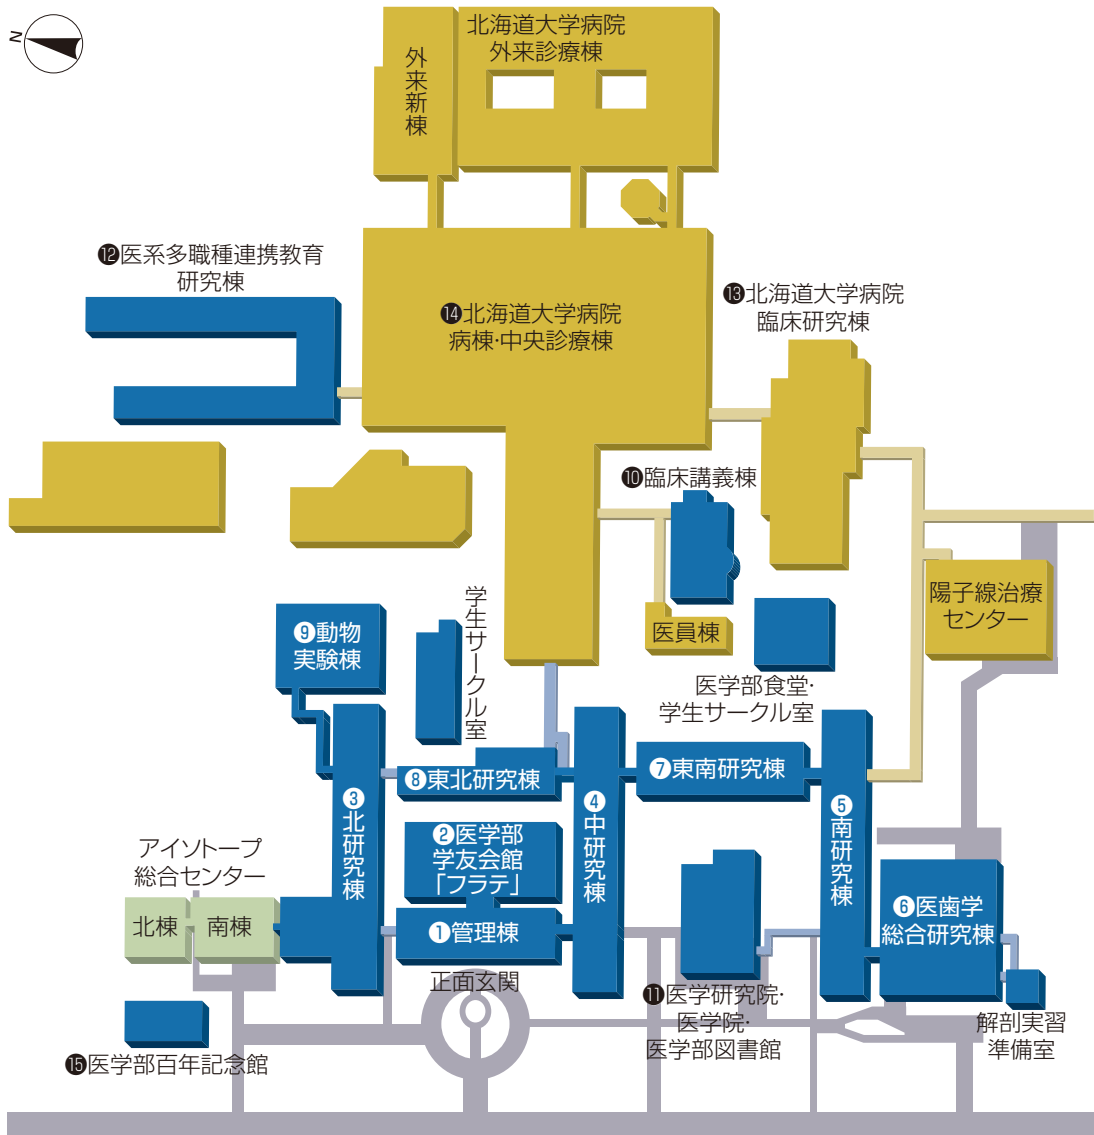 N
北海道大学病院
外来診療棟
外来新棟
⓬医系多職種連携教育
研究棟
⓮北海道大学病院
病棟・中央診療棟
⓭北海道大学病院
臨床研究棟
❿臨床講義棟
陽子線治療
センター
医員棟
学生サークル室
❾動物
実験棟
医学部食堂・
学生サークル室
❽東北研究棟
❼東南研究棟
❸北研究棟
❹中研究棟
❺南研究棟
❷医学部
学友会館
「フラテ」
アイソトープ
総合センター
北棟
南棟
❶管理棟
❻医歯学
総合研究棟
正面玄関
⓫医学研究院・
医学院・
医学部図書館
解剖実習
準備室
⓯医学部百年記念館